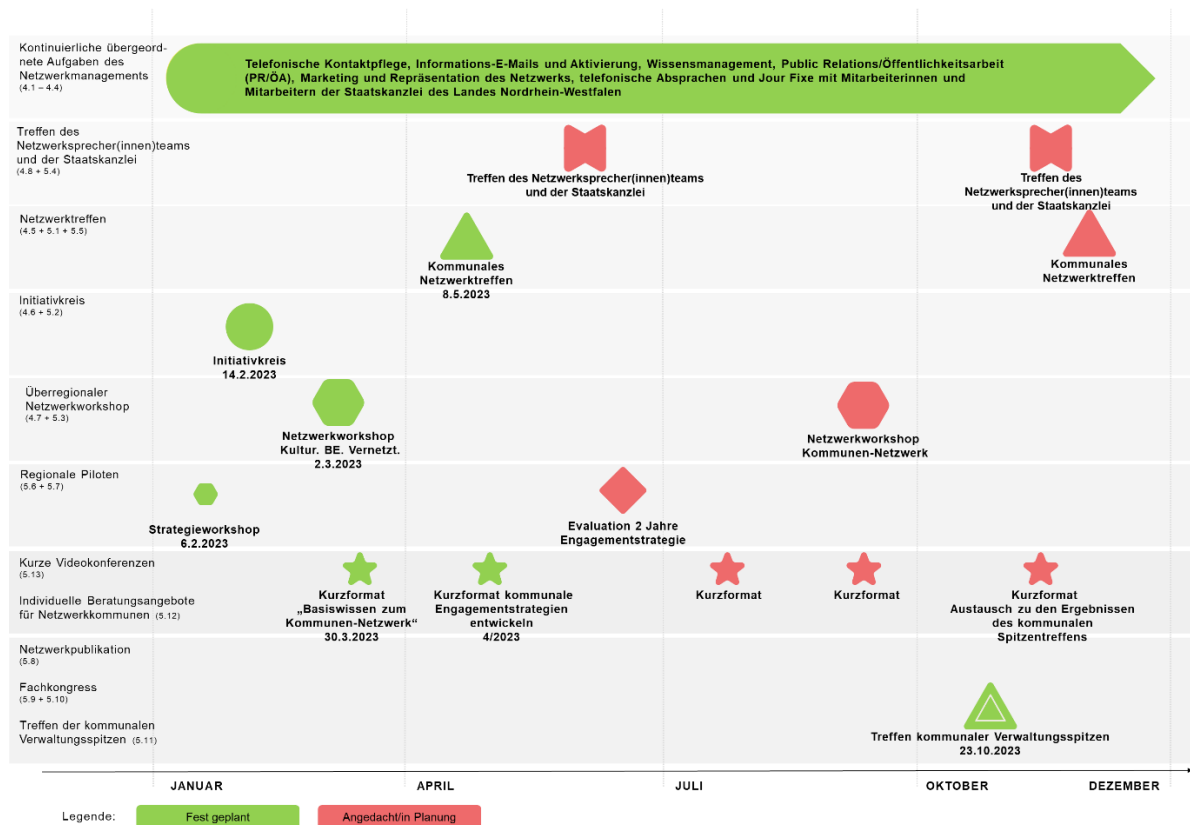 Kontinuierliche übergeord-
nete Aufgaben des
Netzwerkmanagements
(4.1 – 4.4)
Telefonische Kontaktpflege, Informations-E-Mails und Aktivierung, Wissensmanagement, Public Relations/Öffentlichkeitsarbeit
(PR/ÖA), Marketing und Repräsentation des Netzwerks, telefonische Absprachen und Jour Fixe mit Mitarbeiterinnen und
Mitarbeitern der Staatskanzlei des Landes Nordrhein-Westfalen
Treffen des
Netzwerksprecher(innen)teams
und der Staatskanzlei
(4.8 + 5.4)
Treffen des Netzwerksprecher(innen)teams
und der Staatskanzlei
Treffen des
Netzwerksprecher(innen)teams
und der Staatskanzlei
Netzwerktreffen
(4.5 + 5.1 + 5.5)
Kommunales
Netzwerktreffen
8.5.2023
Kommunales
Netzwerktreffen
Initiativkreis
(4.6 + 5.2)
Initiativkreis
14.2.2023
Überregionaler
Netzwerkworkshop
(4.7 + 5.3)
Netzwerkworkshop
Kultur. BE. Vernetzt.
2.3.2023
Netzwerkworkshop
Kommunen-Netzwerk
Regionale Piloten
(5.6 + 5.7)
Strategieworkshop
6.2.2023
Evaluation 2 Jahre
Engagementstrategie
Kurze Videokonferenzen
(5.13)
Individuelle Beratungsangebote
für Netzwerkkommunen (5.12)
Kurzformat
„Basiswissen zum
Kommunen-Netzwerk“
30.3.2023
Kurzformat kommunale
Engagementstrategien
entwickeln
4/2023
Kurzformat
Kurzformat
Kurzformat
Austausch zu den Ergebnissen
des kommunalen
Spitzentreffens
Netzwerkpublikation
(5.8)
Fachkongress
(5.9 + 5.10)
Treffen der kommunalen
Verwaltungsspitzen (5.11)
Treffen kommunaler Verwaltungsspitzen
23.10.2023
JANUAR
APRIL
JULI
OKTOBER
DEZEMBER
Legende:
Fest geplant
Angedacht/in Planung